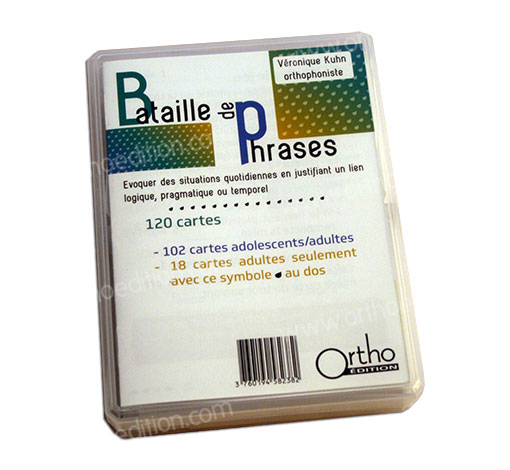 Véronique Kuhn
orthophoniste
Bataille
de
Phrases
Evoquer des situations quotidiennes en justifiant un lien
logique, pragmatique ou temporel
120 cartes
- 102 cartes adolescents/adultes
- 18 cartes adultes seulement
avec ce symbole au dos
3 760194 582382
Ortho
ÉDITION